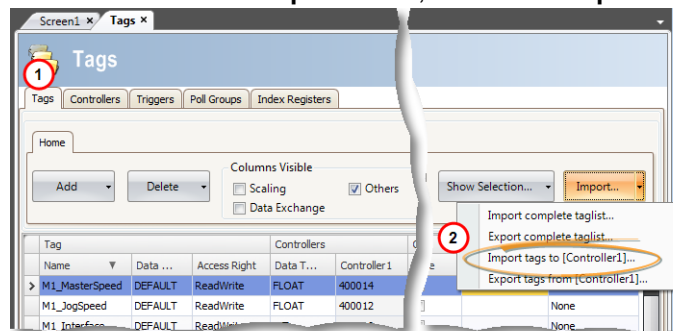 Screen1 × Tags ×
Tags
1
Tags Controllers Triggers Poll Groups Index Registers
Home
Columns Visible
Add Delete Scaling Others Show Selection... Import...
Data Exchange
Import complete taglist...
2 Export complete taglist...
Tag Controllers
Import tags to [Controller1]...
Name Data ... Access Right Data T... Controller1
Export tags from [Controller1]...
M1_MasterSpeed DEFAULT ReadWrite FLOAT 400014
M1_JogSpeed DEFAULT ReadWrite FLOAT 400012 None
M1_Interface DEFAULT ReadWrite None